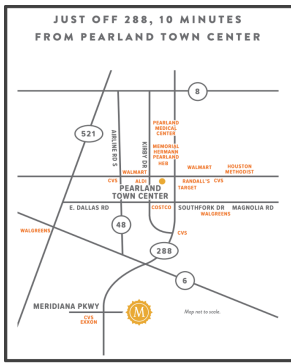 JUST OFF 288, 10 MINUTES
FROM PEARLAND TOWN CENTER
8
521
AIRLINE RD S
KIRBY DR
PEARLAND
MEDICAL
CENTER
MEMORIAL
HERMANN
PEARLAND
HEB
WALMART
WALMART
HOUSTON
METHODIST
CVS
ALDI
RANDALL'S
CVS
TARGET
PEARLAND
TOWN CENTER
E. DALLAS RD
COSTCO
SOUTHFORK DR
MAGNOLIA RD
WALGREENS
WALGREENS
48
CVS
288
6
MERIDIANA PKWY
M
Map not to scale.
CVS
EXXON